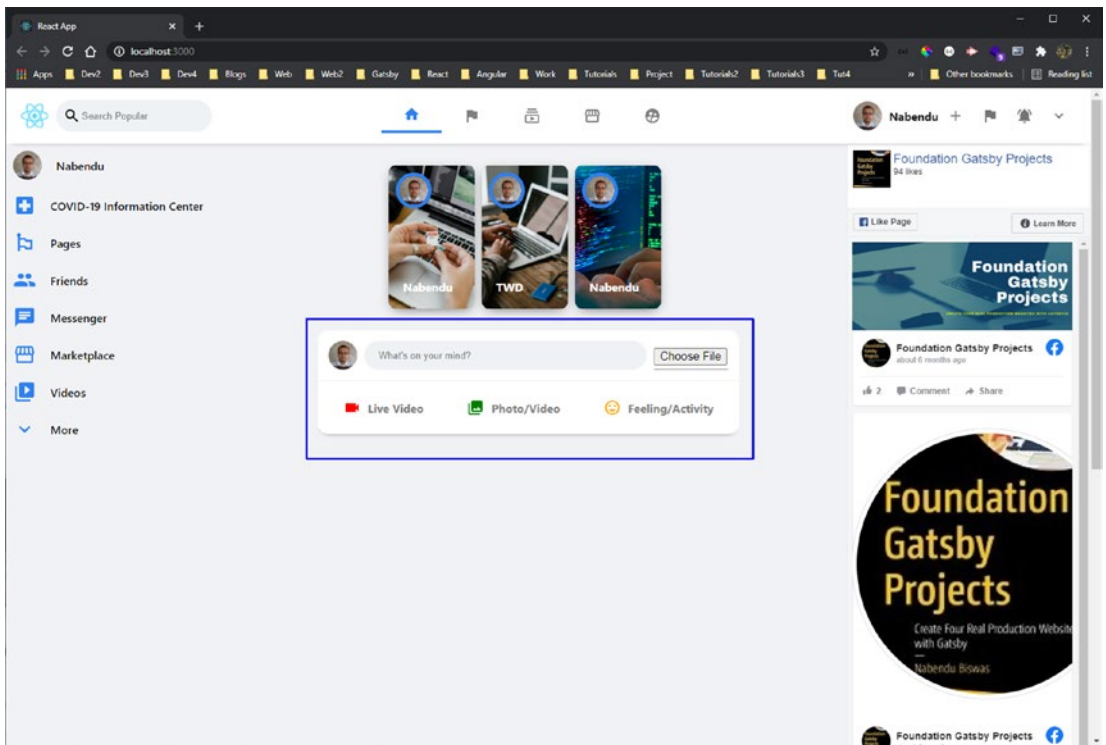 React App
localhost:3000
Apps Dev2 Dev3 Dev4 Blogs Web Web2 Gatsby React Angular Work Tutorials Project Tutorials2 Tutorials3 Tut4 » Other bookmarks Reading list
Search Popular
Nabendu
Nabendu
COVID-19 Information Center
Pages
Friends
Messenger
Marketplace
Videos
More
Nabendu TWD Nabendu
What's on your mind?
Choose File
Live Video Photo/Video Feeling/Activity
Foundation Gatsby Projects
94 likes
Like Page Learn More
Foundation
Gatsby
Projects
Foundation Gatsby Projects
about 6 months ago
2 Comment Share
Foundation
Gatsby
Projects
Create Four Real Production Website
with Gatsby
Nabendu Biswas
Foundation Gatsby Projects